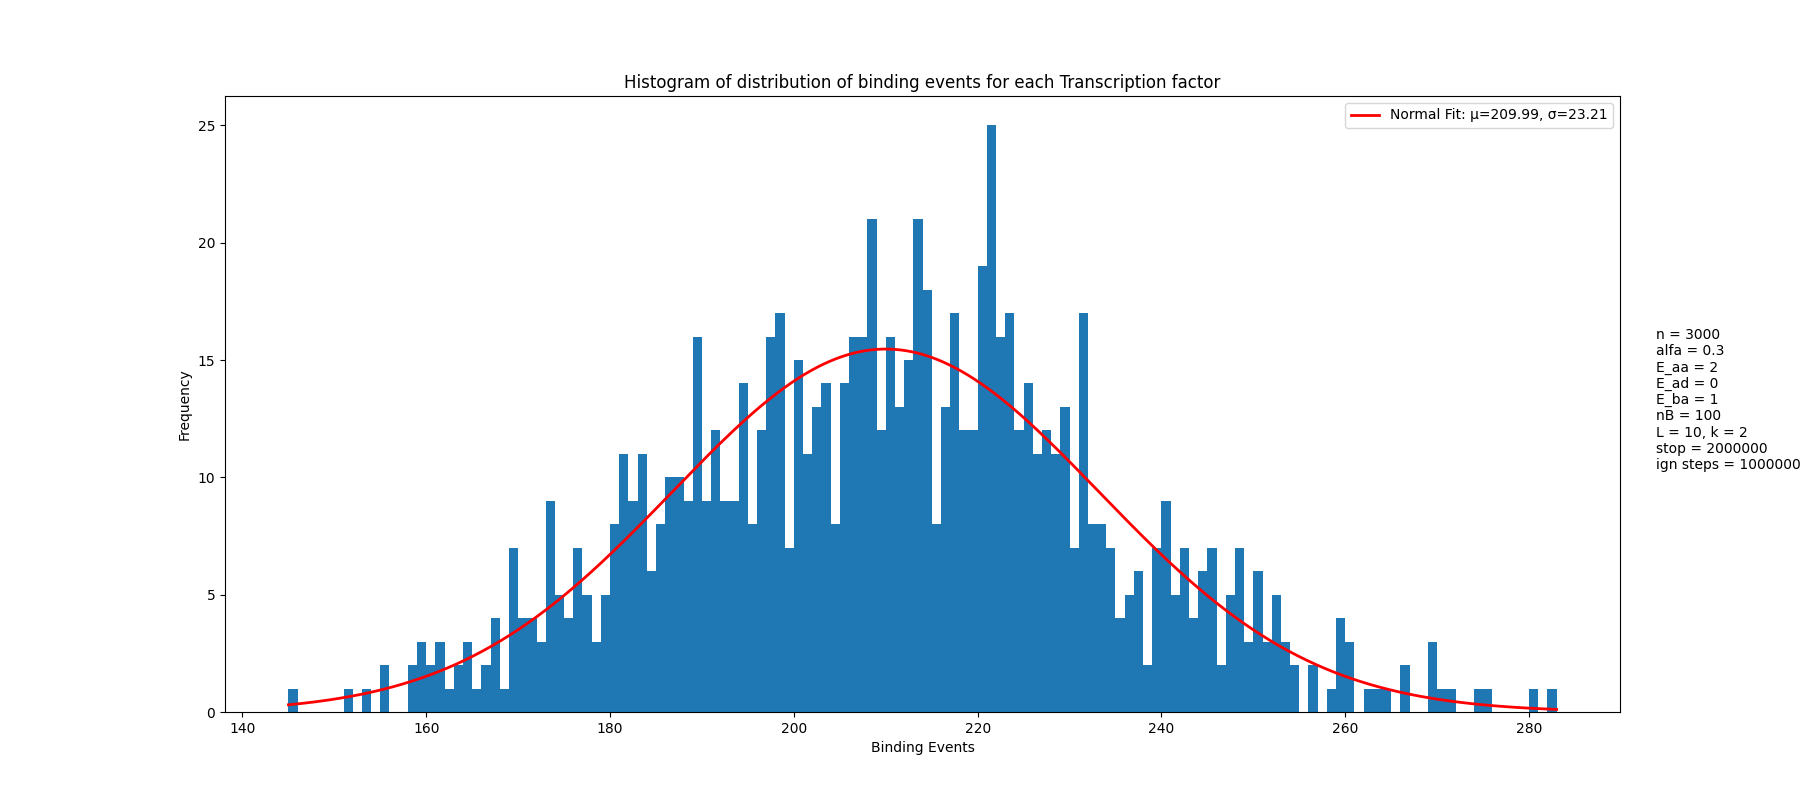 Histogram of distribution of binding events for each Transcription factor
Normal Fit: μ=209.99, σ=23.21
25
20
15
10
5
0
Frequency
140 160 180 200 220 240 260 280
Binding Events
n = 3000
alfa = 0.3
E_aa = 2
E_ad = 0
E_ba = 1
nB = 100
L = 10, k = 2
stop = 2000000
ign steps = 1000000